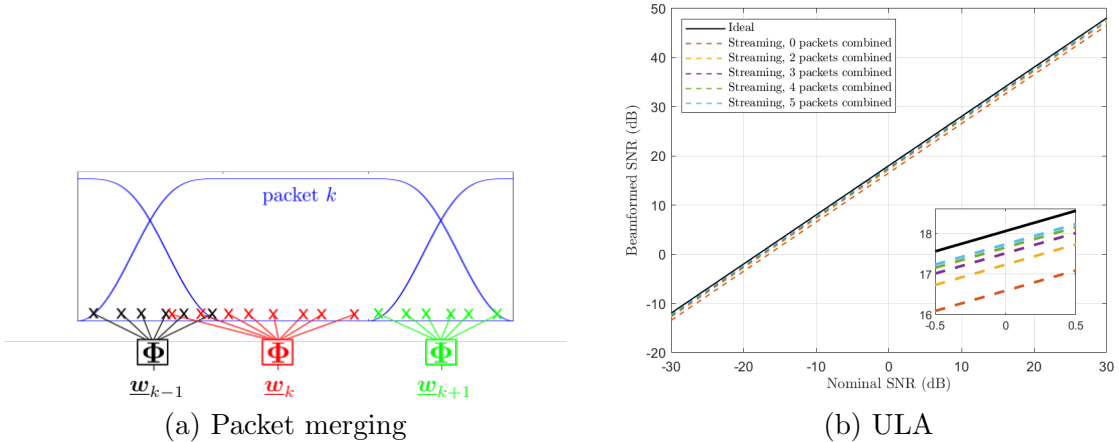 packet k
x x x x x x x x x x x x x x x x x x x x
Φ Φ Φ
w_{k−1} w_k w_{k+1}
(a) Packet merging
50
40
30
20
10
0
-10
-20
-30 -20 -10 0 10 20 30
Nominal SNR (dB)
Beamformed SNR (dB)
Ideal
Streaming, 0 packets combined
Streaming, 2 packets combined
Streaming, 3 packets combined
Streaming, 4 packets combined
Streaming, 5 packets combined
18
17
16
-0.5 0 0.5
(b) ULA